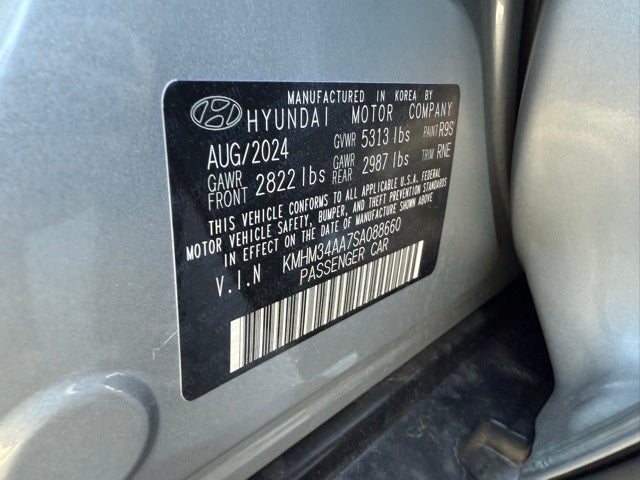 MANUFACTURED IN KOREA BY
HYUNDAI MOTOR COMPANY
AUG/2024 GVWR 5313 lbs PAINT R9S
GAWR FRONT 2822 lbs GAWR REAR 2987 lbs TRIM RNE
THIS VEHICLE CONFORMS TO ALL APPLICABLE U.S.A. FEDERAL
MOTOR VEHICLE SAFETY, BUMPER, AND THEFT PREVENTION STANDARDS
IN EFFECT ON THE DATE OF MANUFACTURE SHOWN ABOVE.
V.I.N KMHM34AA7SA088660
PASSENGER CAR